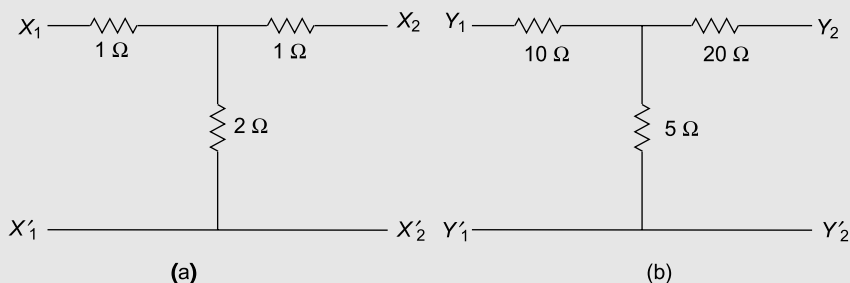 X₁ 1 Ω 1 Ω X₂
2 Ω
X′₁ X′₂
(a)
Y₁ 10 Ω 20 Ω Y₂
5 Ω
Y′₁ Y′₂
(b)